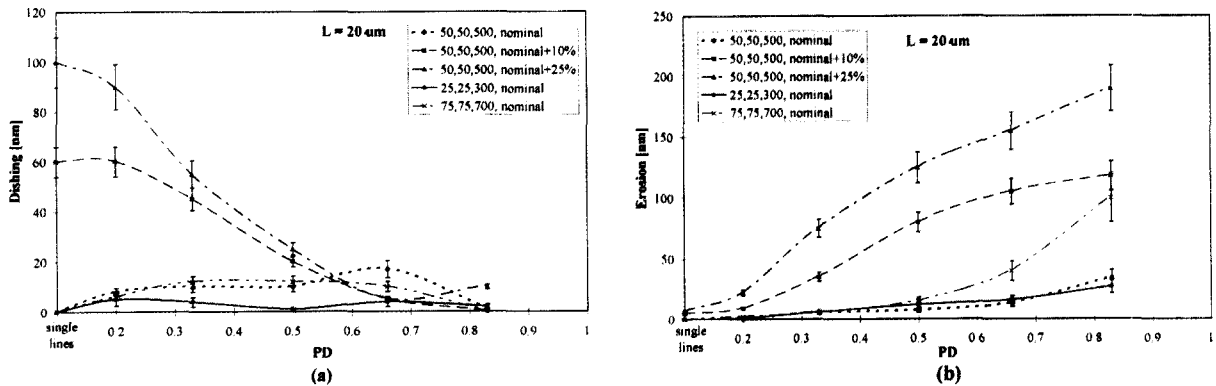 L = 20 um
50,50,500, nominal
50,50,500, nominal+10%
50,50,500, nominal+25%
25,25,300, nominal
75,75,700, nominal
Dishing [nm]
120
100
80
60
40
20
0
single lines
0.2
0.3
0.4
0.5
0.6
0.7
0.8
0.9
1
PD
(a)
L = 20 um
50,50,500, nominal
50,50,500, nominal+10%
50,50,500, nominal+25%
25,25,300, nominal
75,75,700, nominal
Erosion [nm]
250
200
150
100
50
0
single lines
0.2
0.3
0.4
0.5
0.6
0.7
0.8
0.9
1
PD
(b)